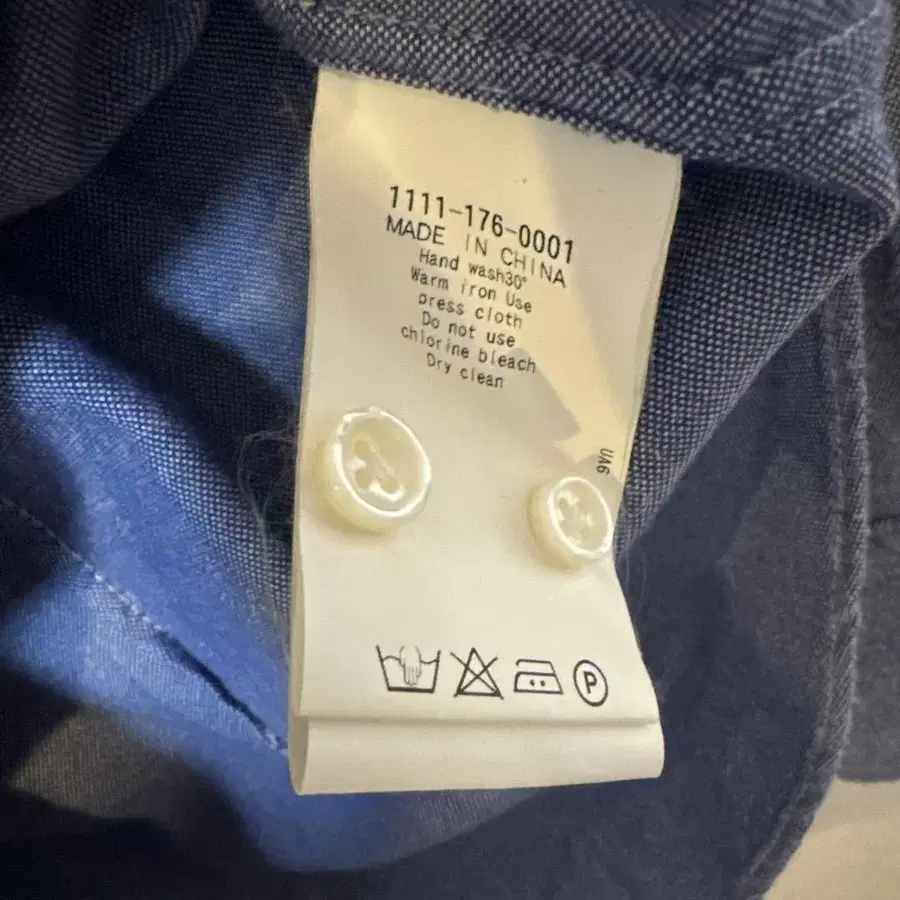 1111-176-0001
MADE IN CHINA
Hand wash30°
Warm iron Use
press cloth
Do not use
chlorine bleach
Dry clean
UA6
P